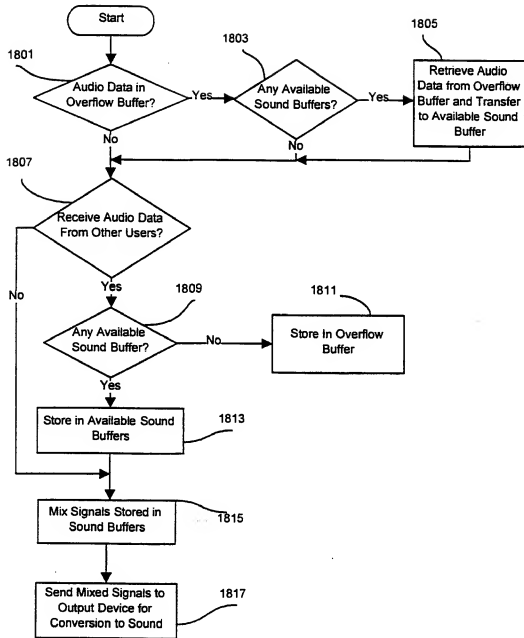 Start
1801
Audio Data in
Overflow Buffer?
Yes
1803
Any Available
Sound Buffers?
Yes
1805
Retrieve Audio
Data from Overflow
Buffer and Transfer
to Available Sound
Buffer
No
No
1807
Receive Audio Data
From Other Users?
No
Yes
1809
Any Available
Sound Buffer?
No
1811
Store In Overflow
Buffer
Yes
Store in Available Sound
Buffers
1813
Mix Signals Stored in
Sound Buffers
1815
Send Mixed Signals to
Output Device for
Conversion to Sound
1817